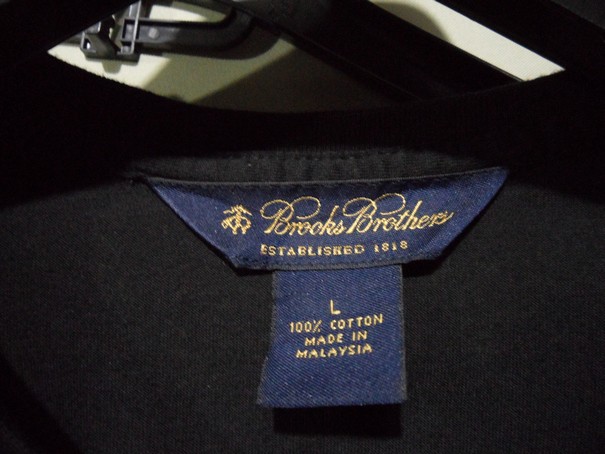 Brooks Brothers
ESTABLISHED 1818
L
100% COTTON
MADE IN
MALAYSIA